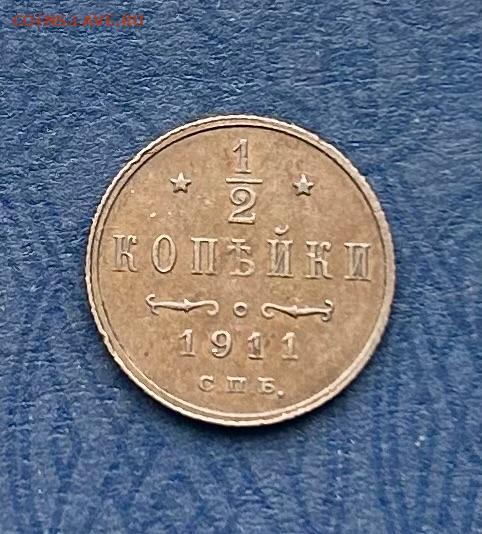 COINS.LAVE.RU
★ 1/2 ★
КОПѢЙКИ
1911
С.П.Б.